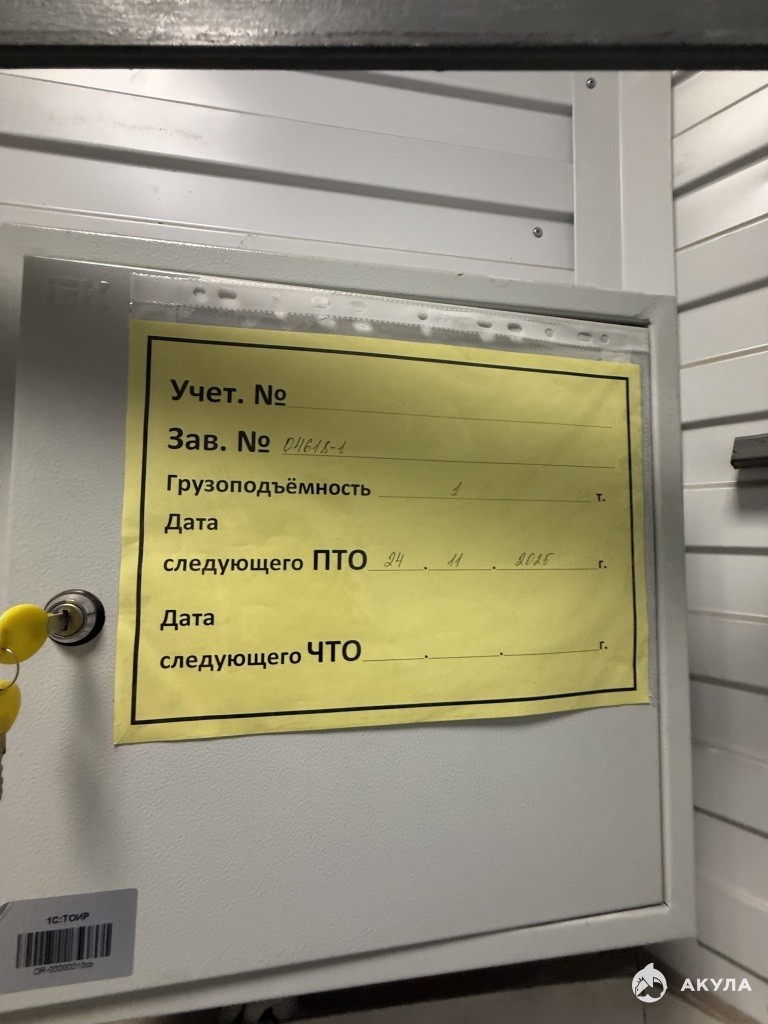 Учет. №
Зав. № 04618-1
Грузоподъёмность 1 т.
Дата
следующего ПТО 24 . 11 . 2025 г.
Дата
следующего ЧТО . . г.
1С:ТОИР
АКУЛА